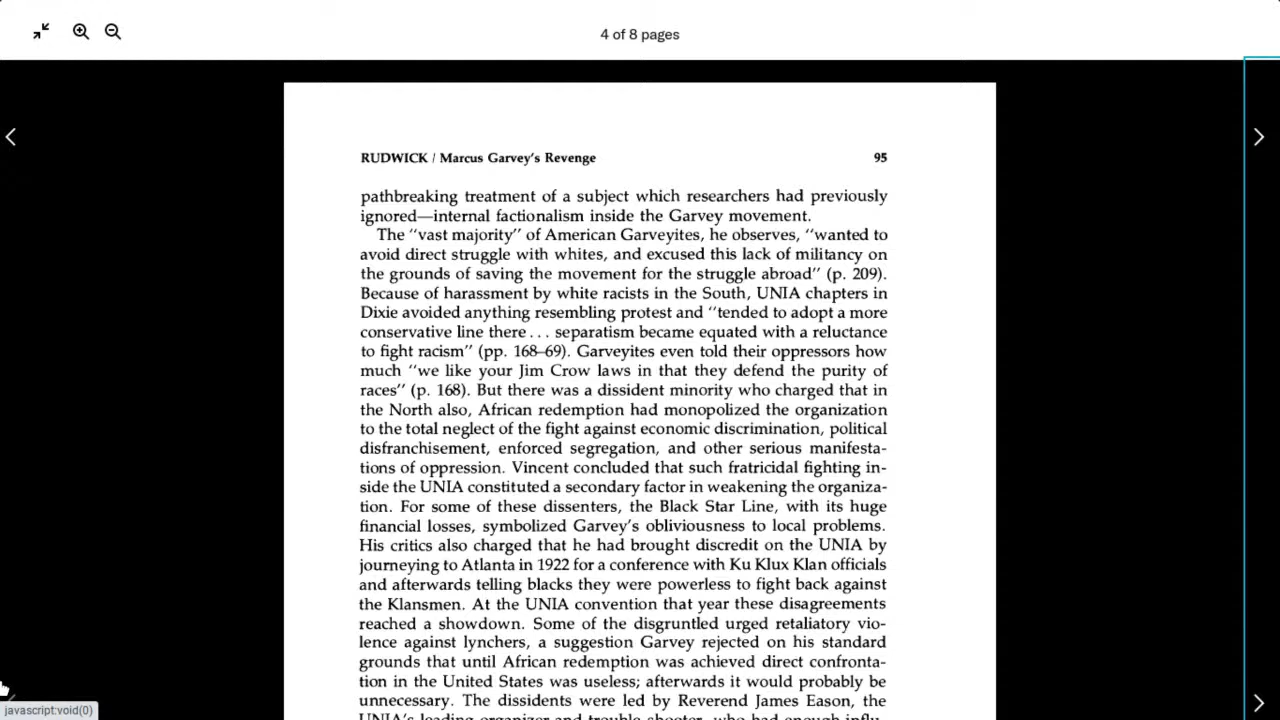 4 of 8 pages
RUDWICK / Marcus Garvey's Revenge 95
pathbreaking treatment of a subject which researchers had previously
ignored—internal factionalism inside the Garvey movement.
The "vast majority" of American Garveyites, he observes, "wanted to
avoid direct struggle with whites, and excused this lack of militancy on
the grounds of saving the movement for the struggle abroad" (p. 209).
Because of harassment by white racists in the South, UNIA chapters in
Dixie avoided anything resembling protest and "tended to adopt a more
conservative line there . . . separatism became equated with a reluctance
to fight racism" (pp. 168–69). Garveyites even told their oppressors how
much "we like your Jim Crow laws in that they defend the purity of
races" (p. 168). But there was a dissident minority who charged that in
the North also, African redemption had monopolized the organization
to the total neglect of the fight against economic discrimination, political
disfranchisement, enforced segregation, and other serious manifesta-
tions of oppression. Vincent concluded that such fratricidal fighting in-
side the UNIA constituted a secondary factor in weakening the organiza-
tion. For some of these dissenters, the Black Star Line, with its huge
financial losses, symbolized Garvey's obliviousness to local problems.
His critics also charged that he had brought discredit on the UNIA by
journeying to Atlanta in 1922 for a conference with Ku Klux Klan officials
and afterwards telling blacks they were powerless to fight back against
the Klansmen. At the UNIA convention that year these disagreements
reached a showdown. Some of the disgruntled urged retaliatory vio-
lence against lynchers, a suggestion Garvey rejected on his standard
grounds that until African redemption was achieved direct confronta-
tion in the United States was useless; afterwards it would probably be
unnecessary. The dissidents were led by Reverend James Eason, the
UNIA's leading organizer and trouble shooter, who had enough influ-
javascript:void(0)